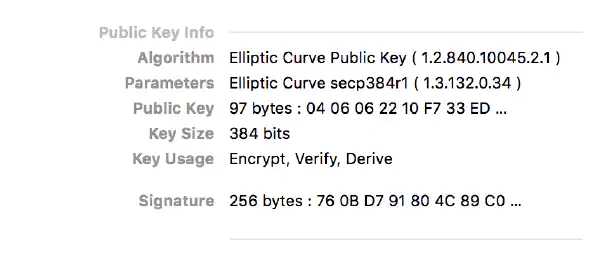 Public Key Info
Algorithm Elliptic Curve Public Key ( 1.2.840.10045.2.1 )
Parameters Elliptic Curve secp384r1 ( 1.3.132.0.34 )
Public Key 97 bytes : 04 06 06 22 10 F7 33 ED ...
Key Size 384 bits
Key Usage Encrypt, Verify, Derive
Signature 256 bytes : 76 0B D7 91 80 4C 89 C0 ...